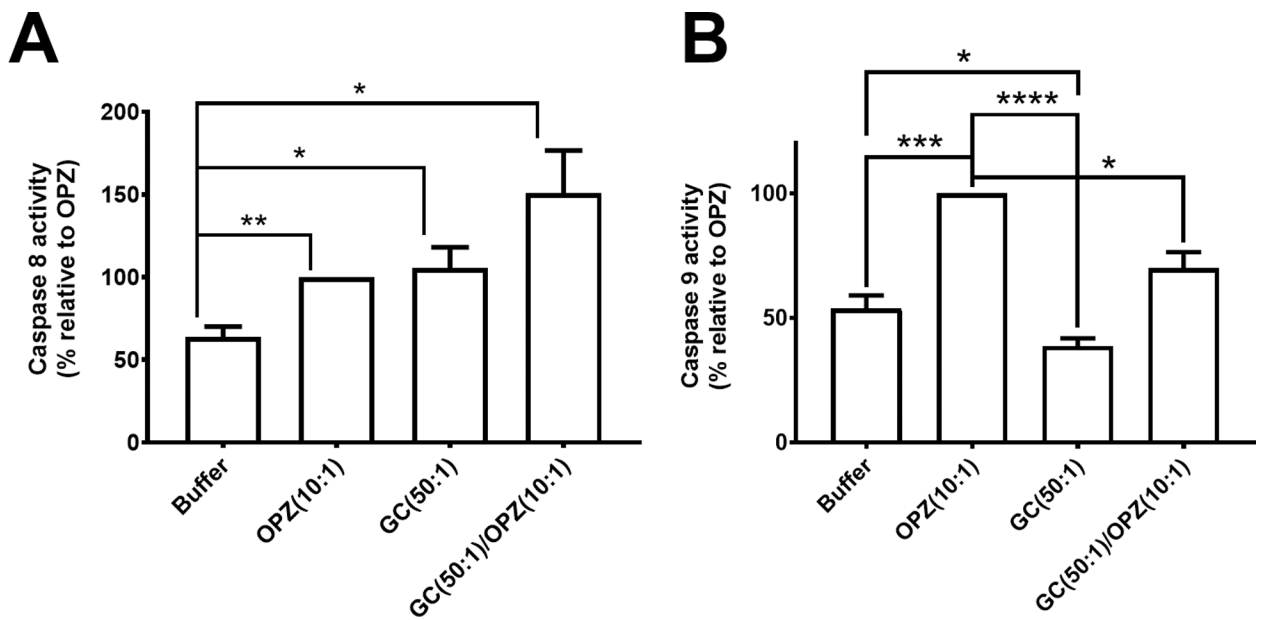 A
Caspase 8 activity
(% relative to OPZ)
200
150
100
50
0
*
*
**
Buffer
OPZ(10:1)
GC(50:1)
GC(50:1)/OPZ(10:1)
B
Caspase 9 activity
(% relative to OPZ)
100
50
0
*
****
***
*
Buffer
OPZ(10:1)
GC(50:1)
GC(50:1)/OPZ(10:1)